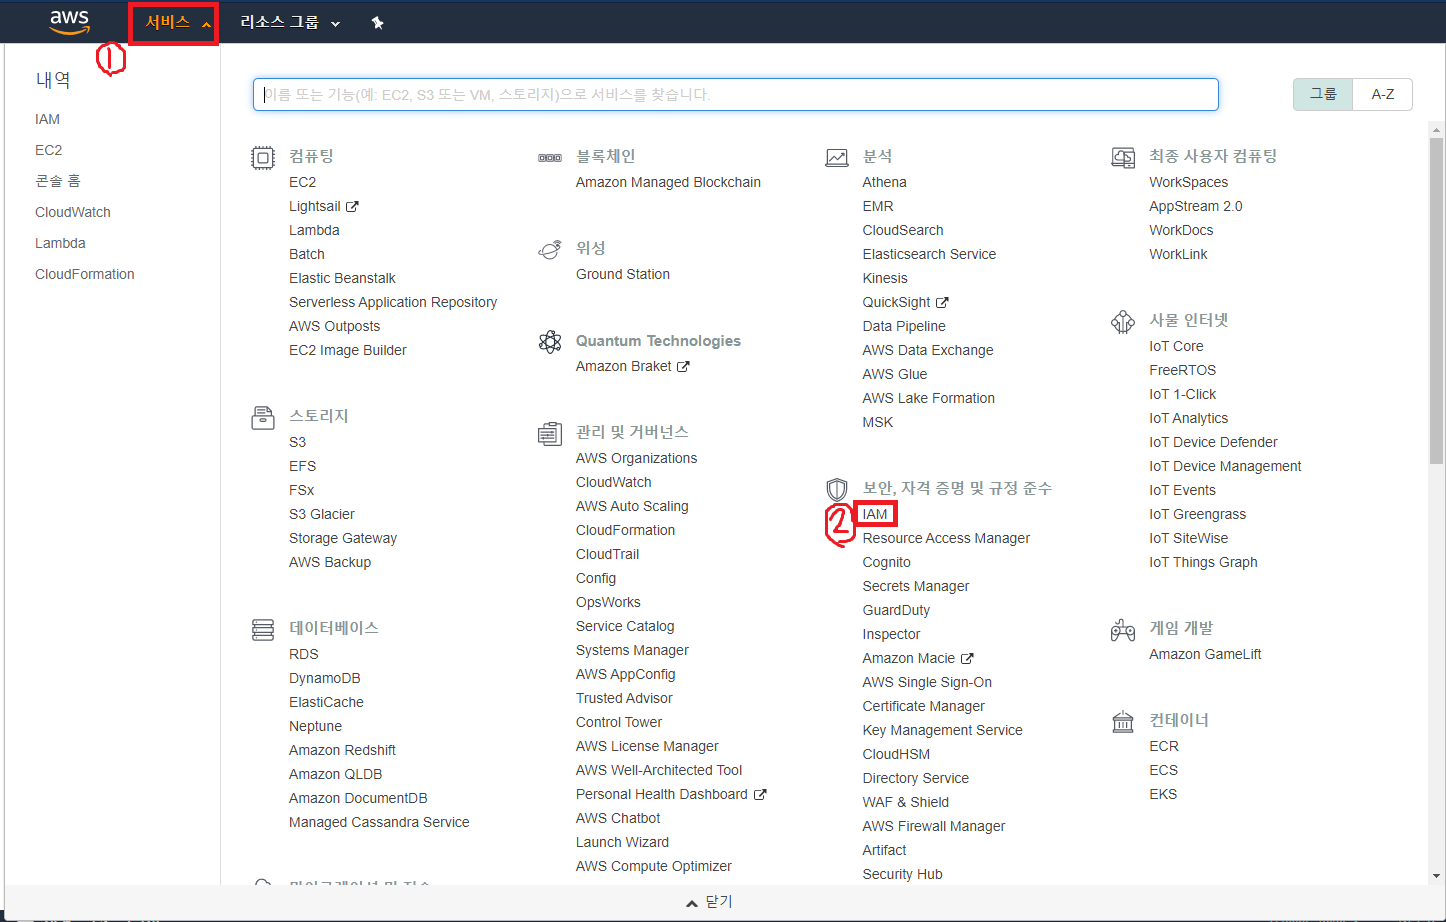 aws
서비스
리소스 그룹
1
내역
IAM
EC2
콘솔 홈
CloudWatch
Lambda
CloudFormation
이름 또는 기능(예: EC2, S3 또는 VM, 스토리지)으로 서비스를 찾습니다.
그룹
A-Z
컴퓨팅
EC2
Lightsail
Lambda
Batch
Elastic Beanstalk
Serverless Application Repository
AWS Outposts
EC2 Image Builder
스토리지
S3
EFS
FSx
S3 Glacier
Storage Gateway
AWS Backup
데이터베이스
RDS
DynamoDB
ElastiCache
Neptune
Amazon Redshift
Amazon QLDB
Amazon DocumentDB
Managed Cassandra Service
블록체인
Amazon Managed Blockchain
위성
Ground Station
Quantum Technologies
Amazon Braket
관리 및 거버넌스
AWS Organizations
CloudWatch
AWS Auto Scaling
CloudFormation
CloudTrail
Config
OpsWorks
Service Catalog
Systems Manager
AWS AppConfig
Trusted Advisor
Control Tower
AWS License Manager
AWS Well-Architected Tool
Personal Health Dashboard
AWS Chatbot
Launch Wizard
AWS Compute Optimizer
분석
Athena
EMR
CloudSearch
Elasticsearch Service
Kinesis
QuickSight
Data Pipeline
AWS Data Exchange
AWS Glue
AWS Lake Formation
MSK
보안, 자격 증명 및 규정 준수
2
IAM
Resource Access Manager
Cognito
Secrets Manager
GuardDuty
Inspector
Amazon Macie
AWS Single Sign-On
Certificate Manager
Key Management Service
CloudHSM
Directory Service
WAF & Shield
AWS Firewall Manager
Artifact
Security Hub
최종 사용자 컴퓨팅
WorkSpaces
AppStream 2.0
WorkDocs
WorkLink
사물 인터넷
IoT Core
FreeRTOS
IoT 1-Click
IoT Analytics
IoT Device Defender
IoT Device Management
IoT Events
IoT Greengrass
IoT SiteWise
IoT Things Graph
게임 개발
Amazon GameLift
컨테이너
ECR
ECS
EKS
닫기